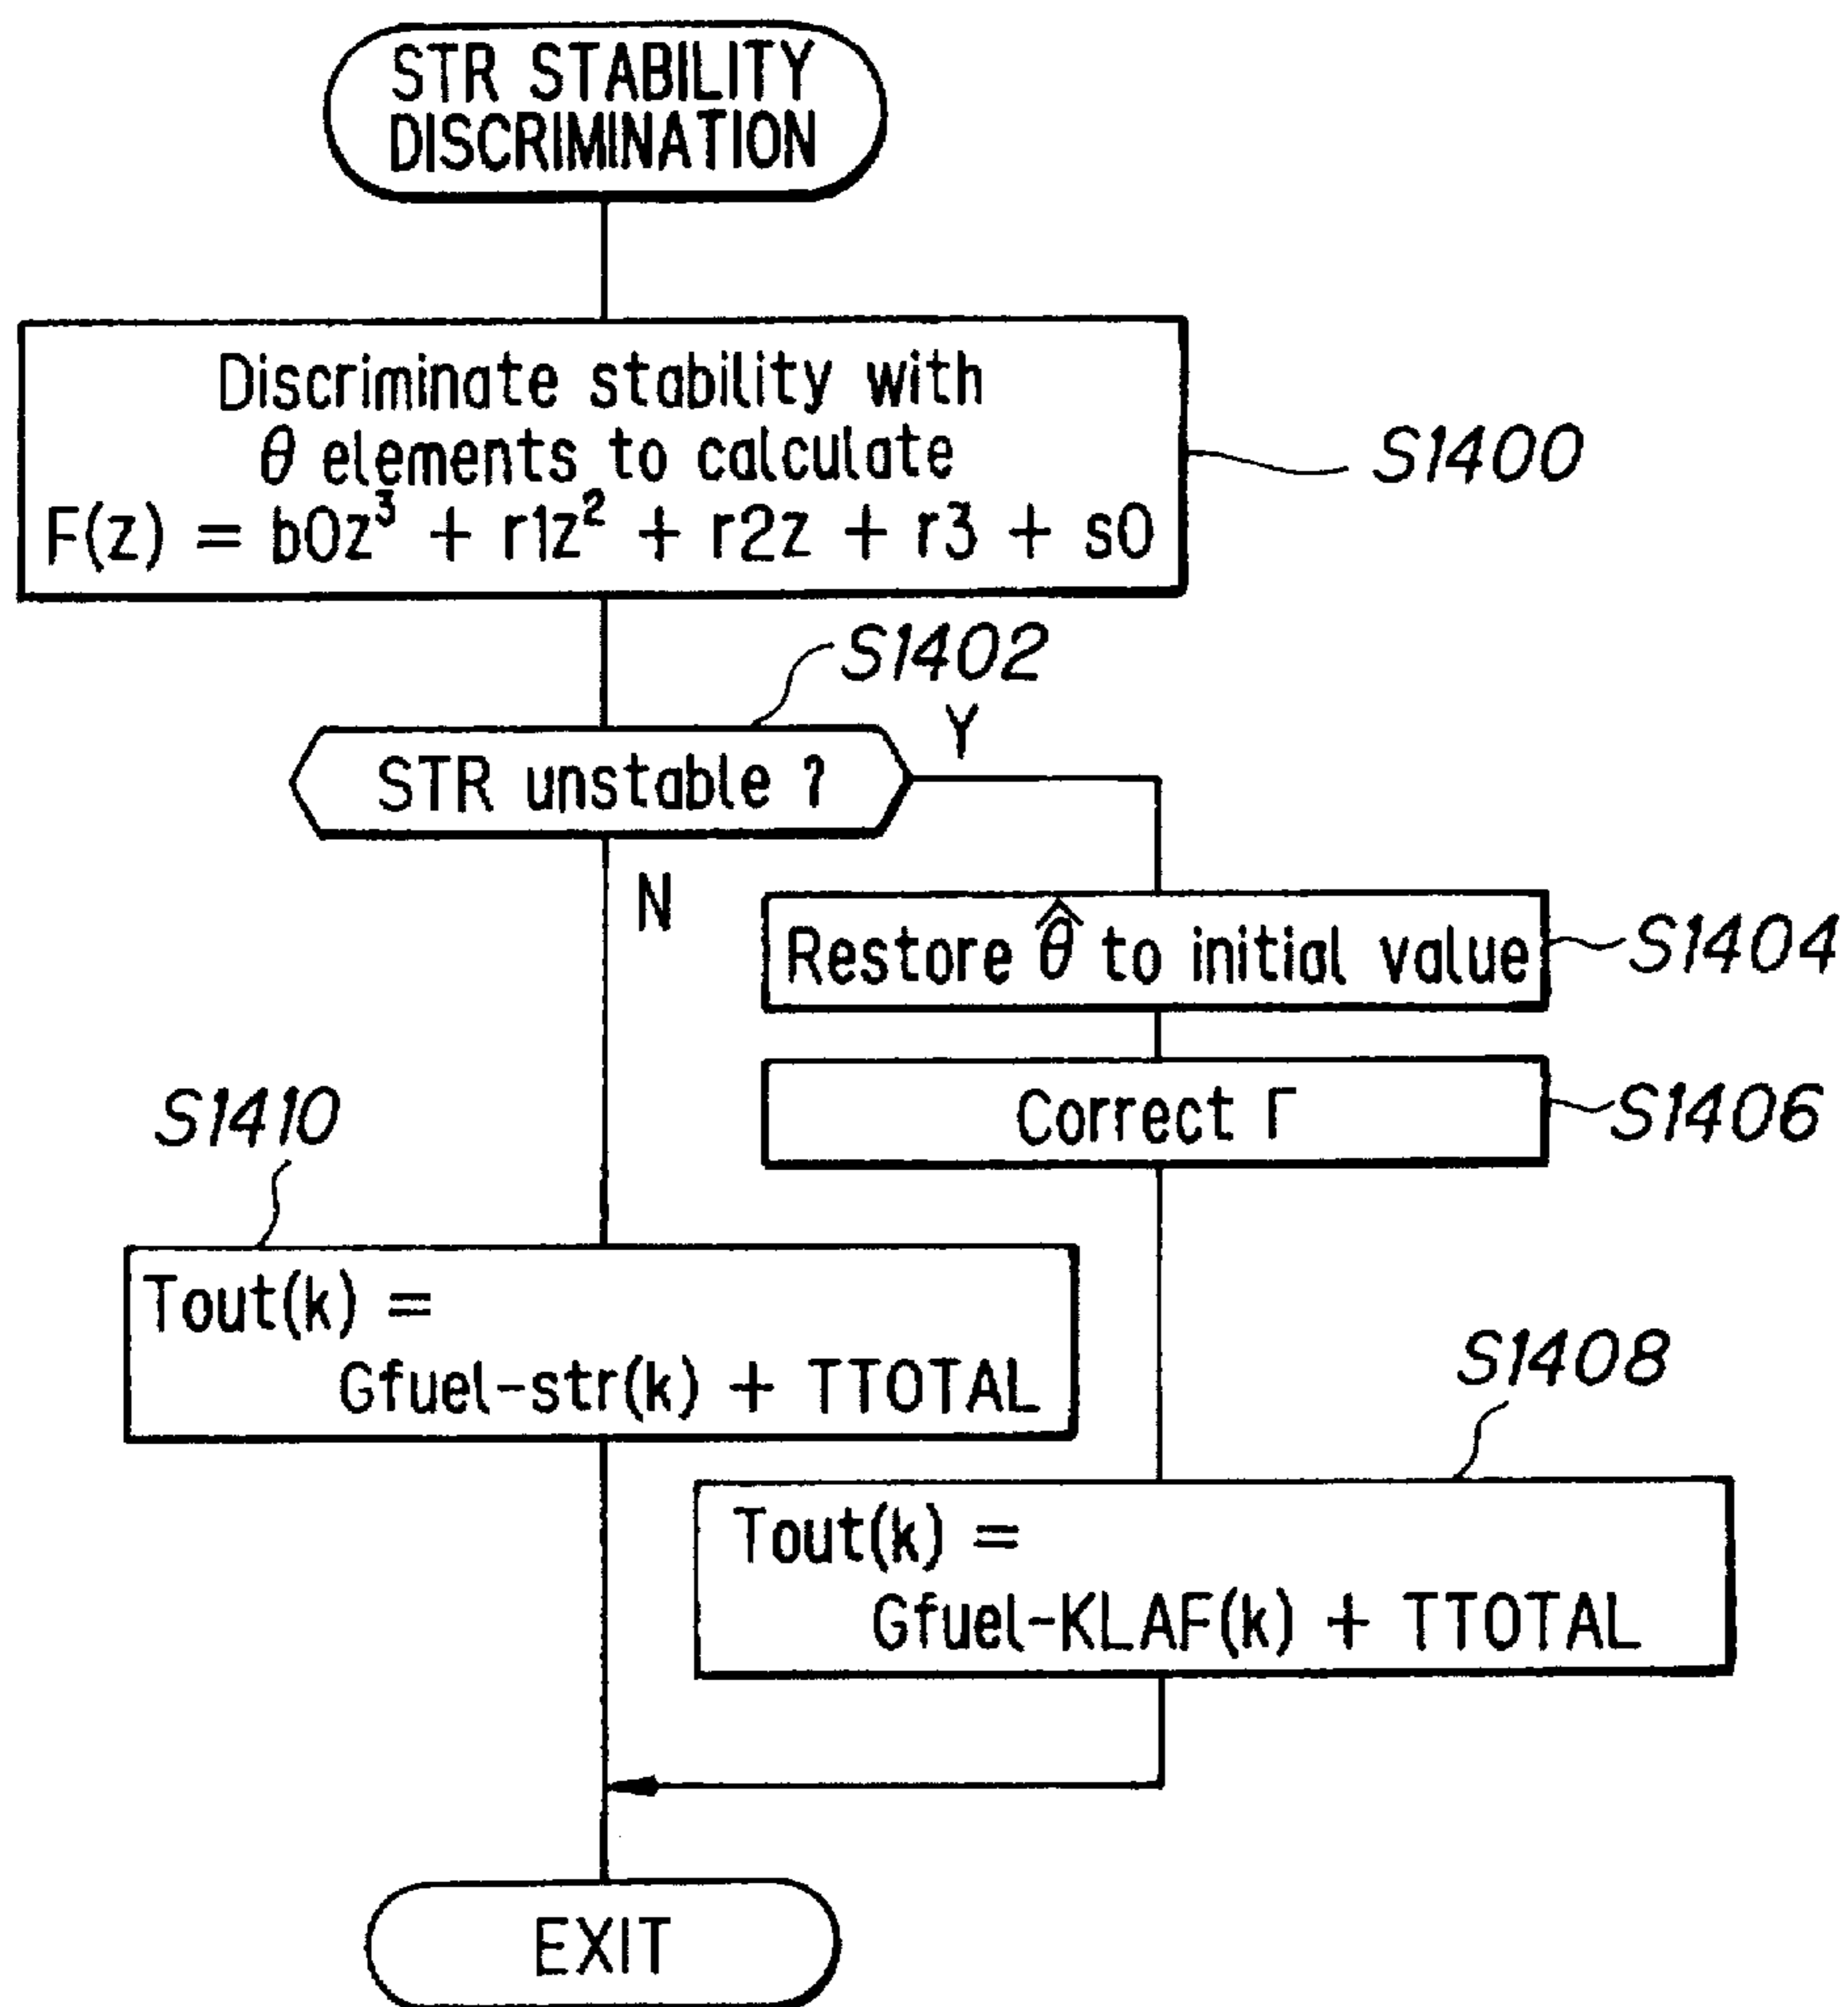 STR STABILITY
DISCRIMINATION
Discriminate stability with
θ elements to calculate
F(z) = b0z³ + r1z² + r2z + r3 + s0
S1400
S1402
STR unstable ?
Y
N
Restore θ̂ to initial value
S1404
Correct Γ
S1406
S1410
Tout(k) =
Gfuel-str(k) + TTOTAL
S1408
Tout(k) =
Gfuel-KLAF(k) + TTOTAL
EXIT